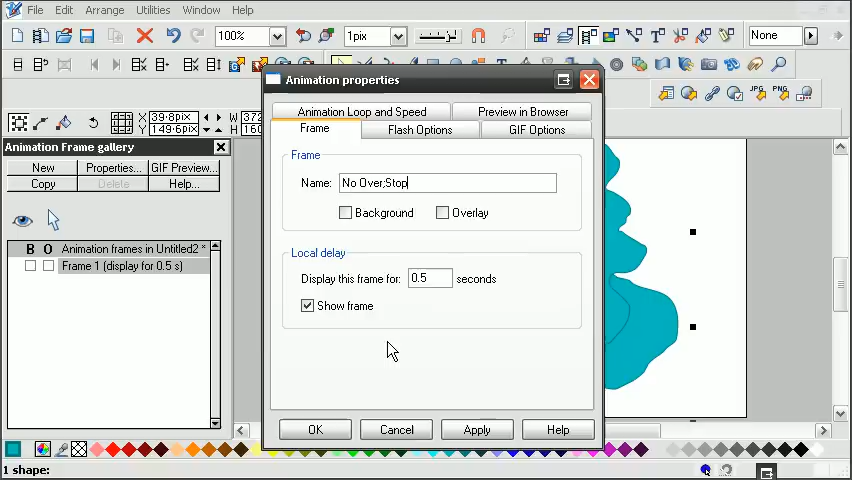 File Edit Arrange Utilities Window Help
100% 1pix None
Animation properties
JPG PNG
Animation Loop and Speed Preview in Browser
Frame Flash Options GIF Options
X 39.8pix
Y 149.6pix
W 372
H 160
Animation Frame gallery
New Properties... GIF Preview...
Copy Delete Help...
Frame
Name: No Over;Stop
Background Overlay
B O Animation frames in Untitled2 *
Frame 1 (display for 0.5 s)
Local delay
Display this frame for: 0.5 seconds
Show frame
OK Cancel Apply Help
1 shape: